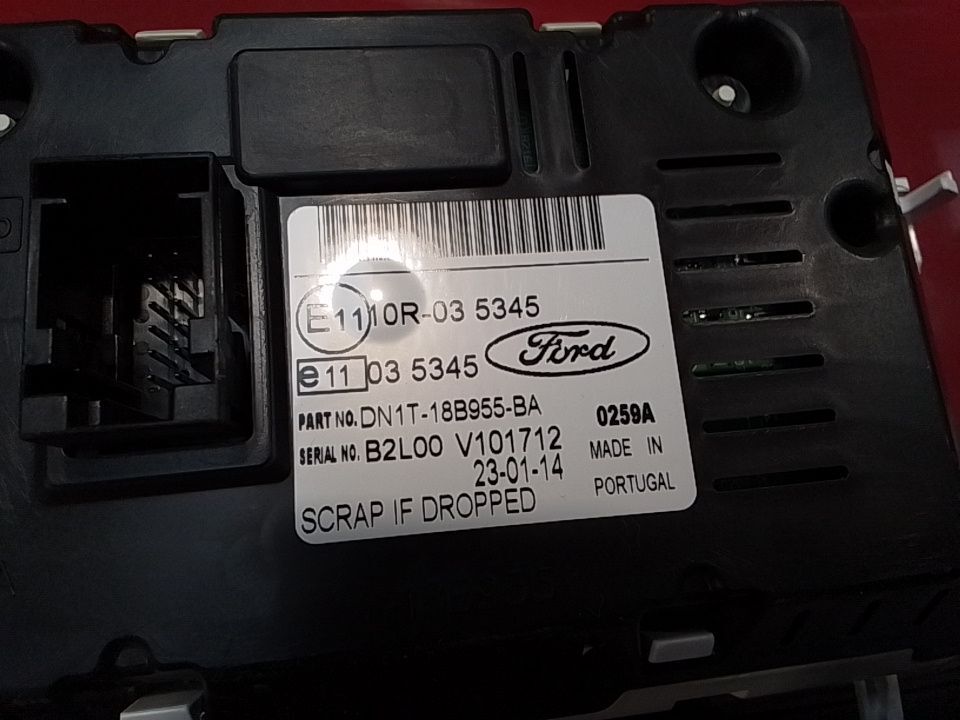 E11 10R-03 5345
e11 03 5345 Ford
PART NO. DN1T-18B955-BA 0259A
SERIAL NO. B2L00 V101712 MADE IN
23-01-14 PORTUGAL
SCRAP IF DROPPED